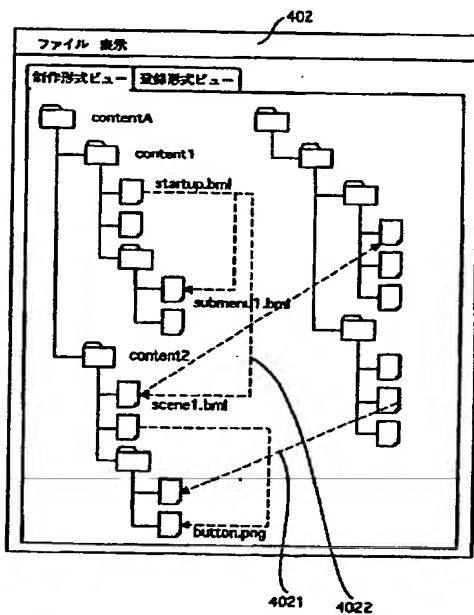 402
ファイル 表示
制作形式ビュー 登録形式ビュー
contentA
content1
startup.bml
submenu1.bml
content2
scene1.bml
button.png
4021
4022